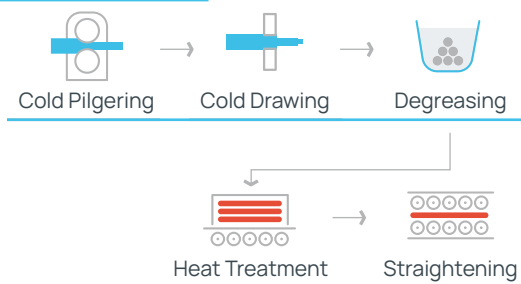 Cold Pilgering
Cold Drawing
Degreasing
Heat Treatment
Straightening